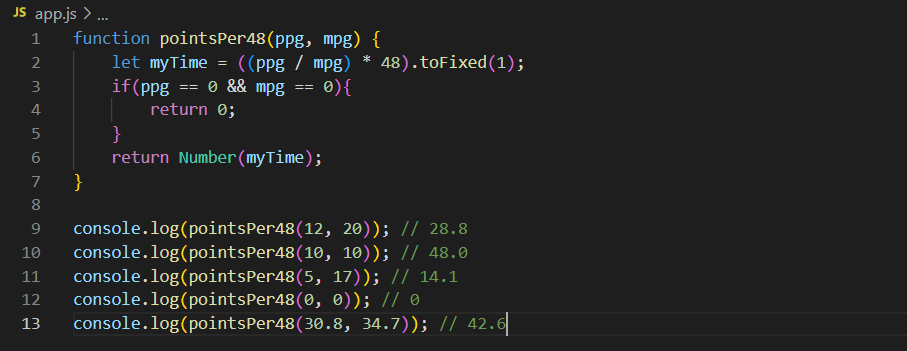 JS app.js > ...
1 function pointsPer48(ppg, mpg) {
2     let myTime = ((ppg / mpg) * 48).toFixed(1);
3     if(ppg == 0 && mpg == 0){
4         return 0;
5     }
6     return Number(myTime);
7 }
8
9 console.log(pointsPer48(12, 20)); // 28.8
10 console.log(pointsPer48(10, 10)); // 48.0
11 console.log(pointsPer48(5, 17)); // 14.1
12 console.log(pointsPer48(0, 0)); // 0
13 console.log(pointsPer48(30.8, 34.7)); // 42.6